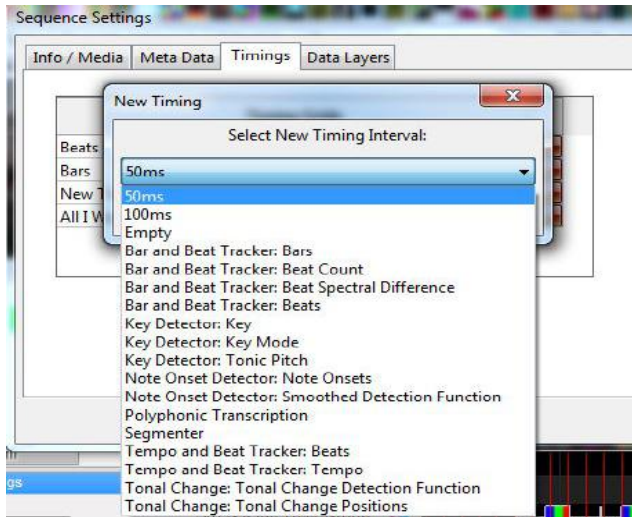 Sequence Settings
Info / Media Meta Data Timings Data Layers
New Timing
Select New Timing Interval:
Beats
Bars
New
All I W
50ms
50ms
100ms
Empty
Bar and Beat Tracker: Bars
Bar and Beat Tracker: Beat Count
Bar and Beat Tracker: Beat Spectral Difference
Bar and Beat Tracker: Beats
Key Detector: Key
Key Detector: Key Mode
Key Detector: Tonic Pitch
Note Onset Detector: Note Onsets
Note Onset Detector: Smoothed Detection Function
Polyphonic Transcription
Segmenter
Tempo and Beat Tracker: Beats
Tempo and Beat Tracker: Tempo
Tonal Change: Tonal Change Detection Function
Tonal Change: Tonal Change Positions
gs